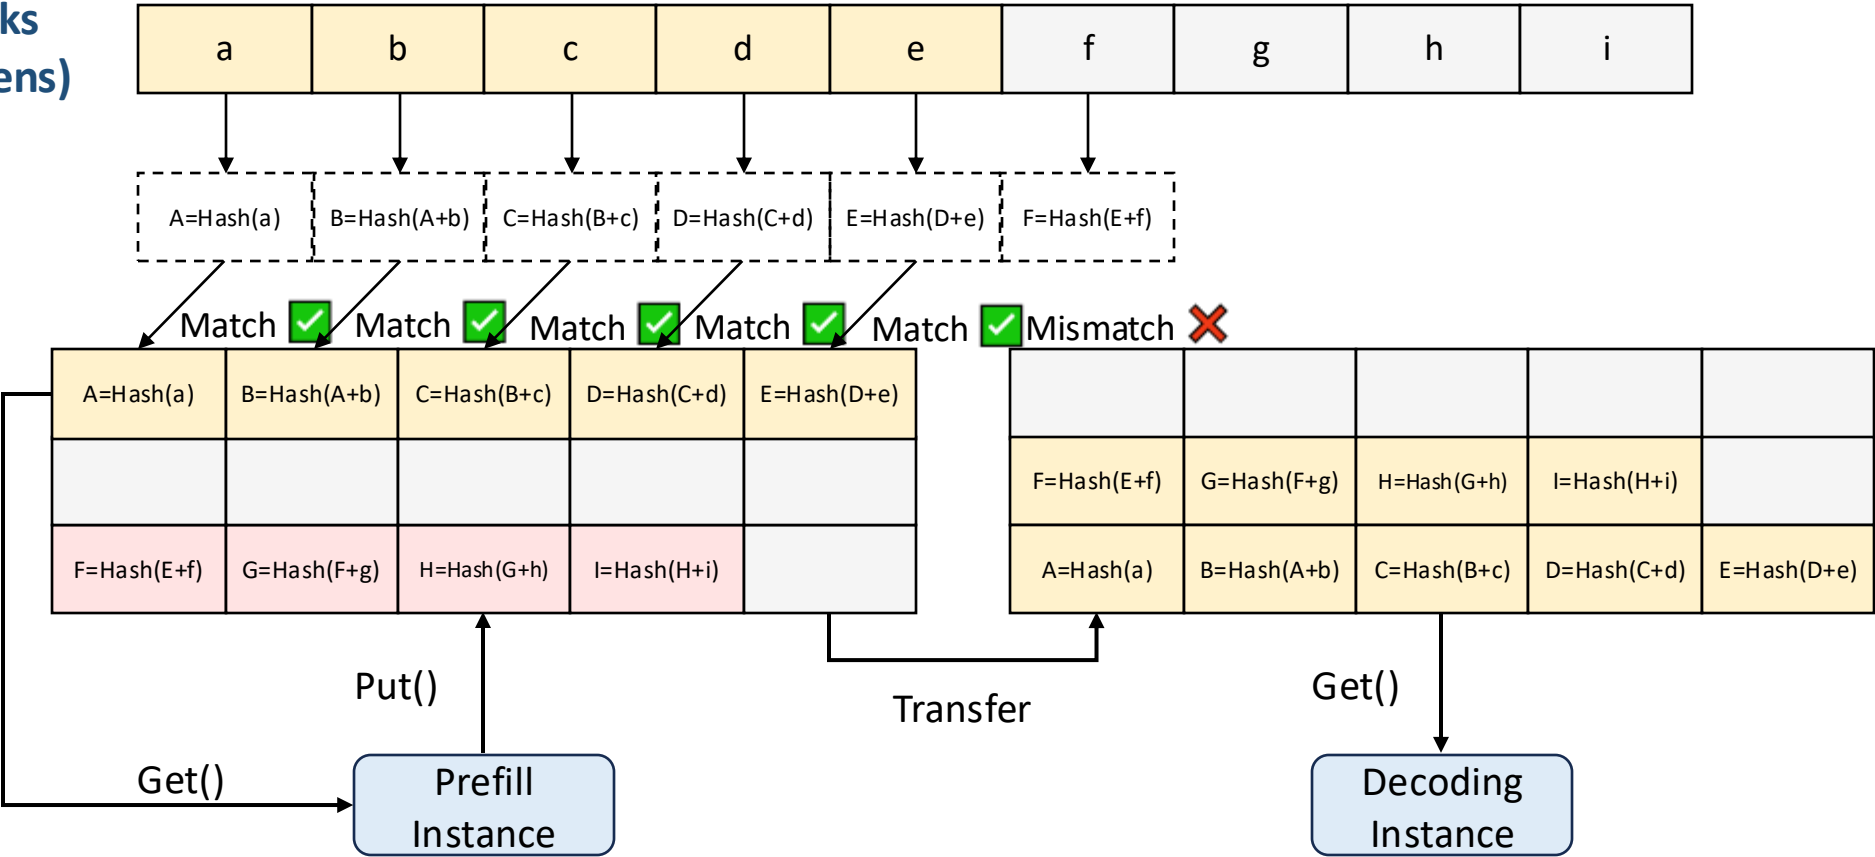 ks
ens)
a b c d e f g h i
A=Hash(a) B=Hash(A+b) C=Hash(B+c) D=Hash(C+d) E=Hash(D+e) F=Hash(E+f)
Match Match Match Match Match Mismatch
A=Hash(a) B=Hash(A+b) C=Hash(B+c) D=Hash(C+d) E=Hash(D+e)
F=Hash(E+f) G=Hash(F+g) H=Hash(G+h) I=Hash(H+i)
F=Hash(E+f) G=Hash(F+g) H=Hash(G+h) I=Hash(H+i)
A=Hash(a) B=Hash(A+b) C=Hash(B+c) D=Hash(C+d) E=Hash(D+e)
Put()
Transfer
Get()
Get()
Prefill
Instance
Decoding
Instance